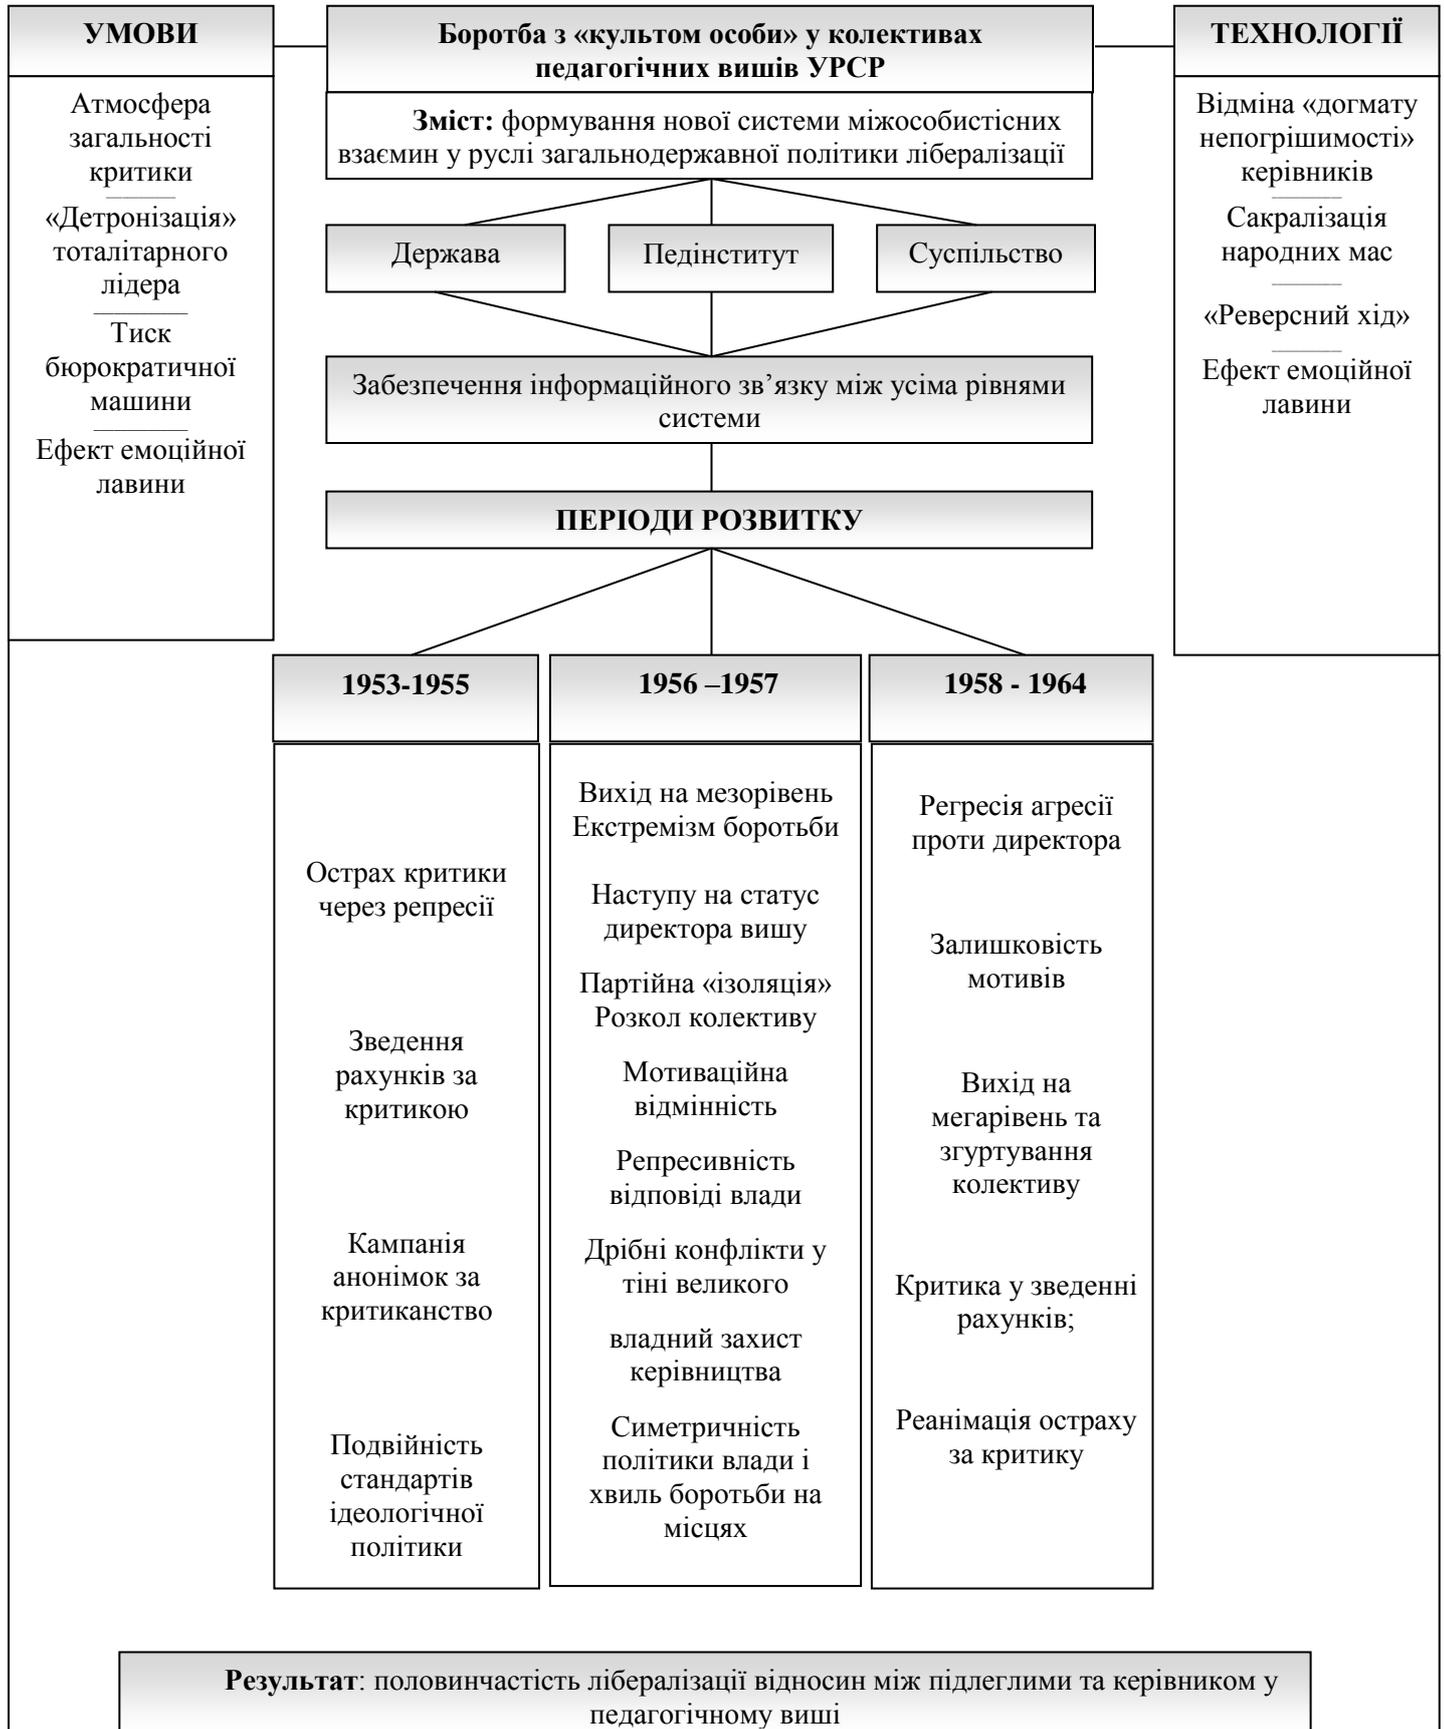 УМОВИ
Атмосфера
загальності
критики
«Детронізація»
тоталітарного
лідера
Тиск
бюрократичної
машини
Ефект емоційної
лавини
Боротба з «культом особи» у колективах
педагогічних вишів УРСР
Зміст: формування нової системи міжособистісних
взаємин у руслі загальнодержавної політики лібералізації
Держава
Педінститут
Суспільство
Забезпечення інформаційного зв’язку між усіма рівнями
системи
ПЕРІОДИ РОЗВИТКУ
ТЕХНОЛОГІЇ
Відміна «догмату
непогрішимості»
керівників
Сакралізація
народних мас
«Реверсний хід»
Ефект емоційної
лавини
1953-1955
Острах критики
через репресії
Зведення
рахунків за
критикою
Кампанія
анонімок за
критиканство
Подвійність
стандартів
ідеологічної
політики
1956 –1957
Вихід на мезорівень
Екстремізм боротьби
Наступу на статус
директора вишу
Партійна «ізоляція»
Розкол колективу
Мотиваційна
відмінність
Репресивність
відповіді влади
Дрібні конфлікти у
тіні великого
владний захист
керівництва
Симетричність
політики влади і
хвиль боротьби на
місцях
1958 - 1964
Регресія агресії
проти директора
Залишковість
мотивів
Вихід на
мегарівень та
згуртування
колективу
Критика у зведенні
рахунків;
Реанімація остраху
за критику
Результат: половинчастість лібералізації відносин між підлеглими та керівником у
педагогічному виші